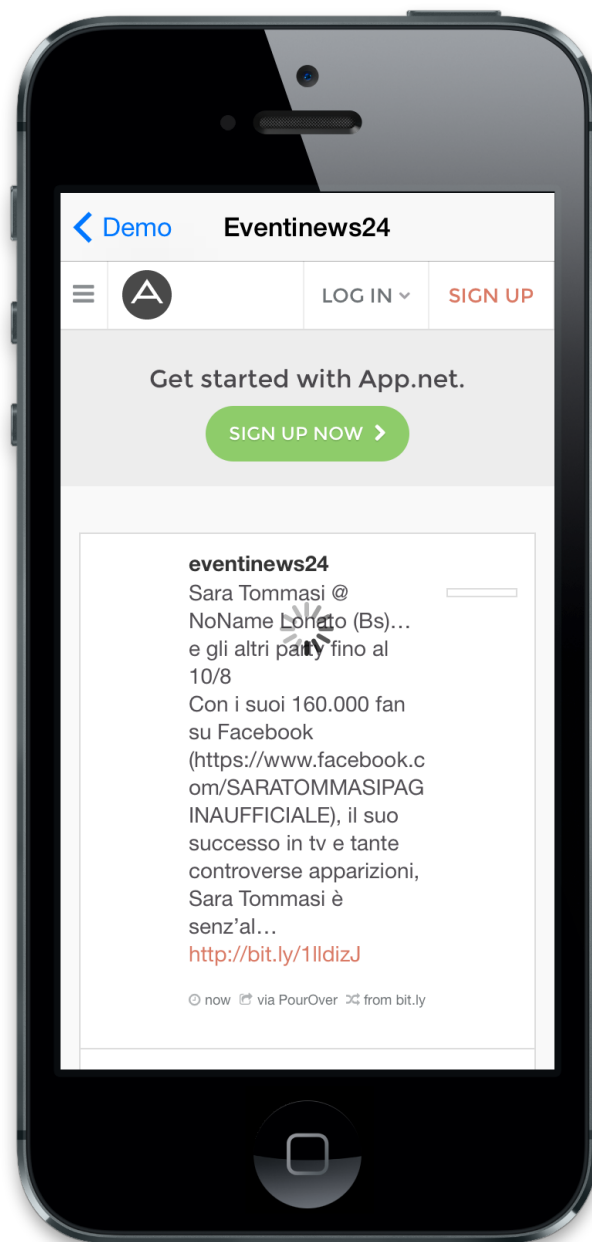 Demo
Eventinews24
LOG IN
SIGN UP
Get started with App.net.
SIGN UP NOW
eventinews24
Sara Tommasi @
NoName Lonato (Bs)…
e gli altri party fino al
10/8
Con i suoi 160.000 fan
su Facebook
(https://www.facebook.c
om/SARATOMMASIPAG
INAUFFICIALE), il suo
successo in tv e tante
controverse apparizioni,
Sara Tommasi è
senz’al…
http://bit.ly/1lldizJ
now via PourOver from bit.ly